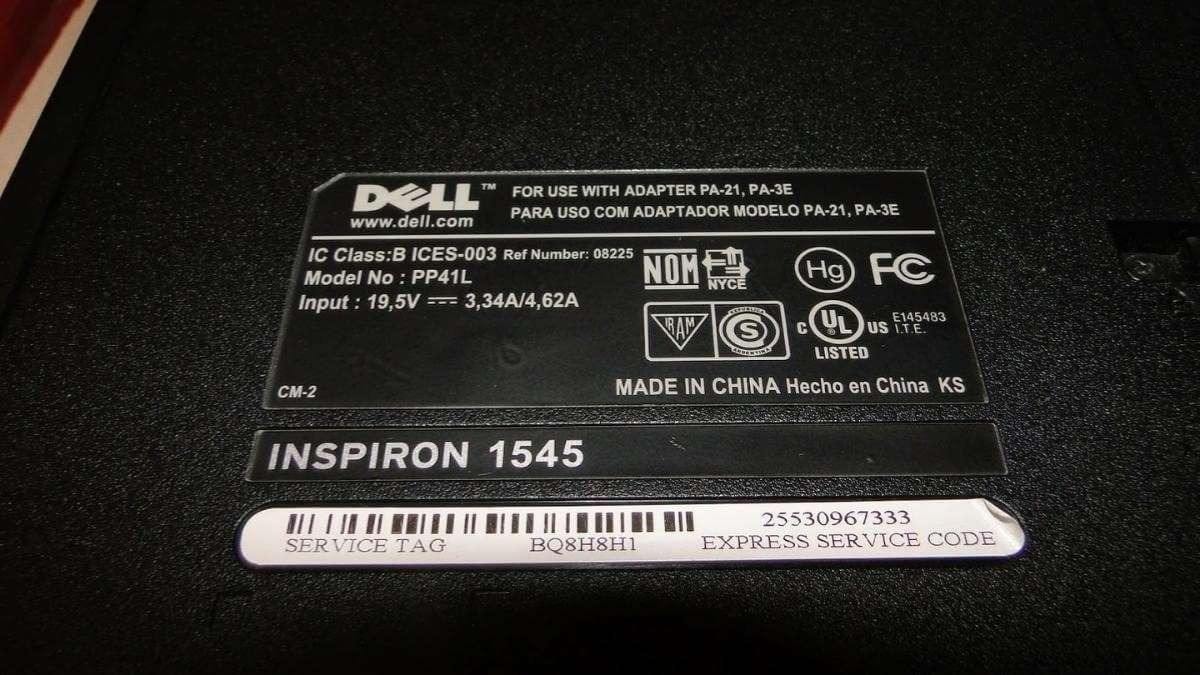 DELL™ FOR USE WITH ADAPTER PA-21, PA-3E
www.dell.com PARA USO COM ADAPTADOR MODELO PA-21, PA-3E
IC Class:B ICES-003 Ref Number: 08225
Model No : PP41L
Input : 19,5V ⎓ 3,34A/4,62A
NOM NYCE Hg FC
IRAM REPUBLICA S ARGENTINA C UL US E145483
I.T.E.
LISTED
CM-2 MADE IN CHINA Hecho en China KS
INSPIRON 1545
25530967333
SERVICE TAG BQ8H8H1 EXPRESS SERVICE CODE